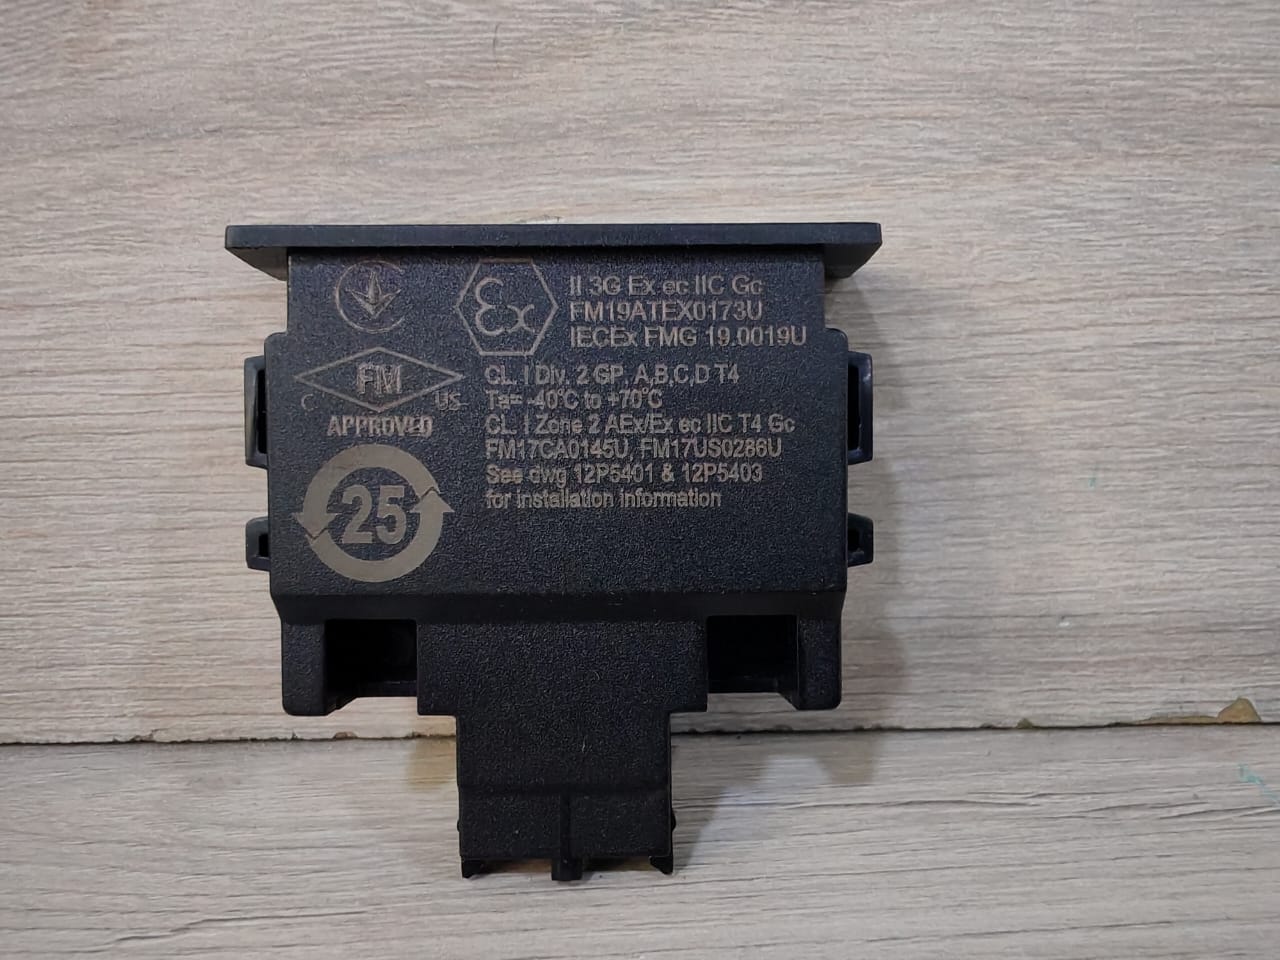 Ex
II 3G Ex ec IIC Gc
FM19ATEX0173U
IECEx FMG 19.0019U
FM
C US
APPROVED
CL. I Div. 2 GP. A,B,C,D T4
Ta= -40°C to +70°C
CL. I Zone 2 AEx/Ex ec IIC T4 Gc
FM17CA0145U, FM17US0286U
See dwg 12P5401 & 12P5403
for installation information
25